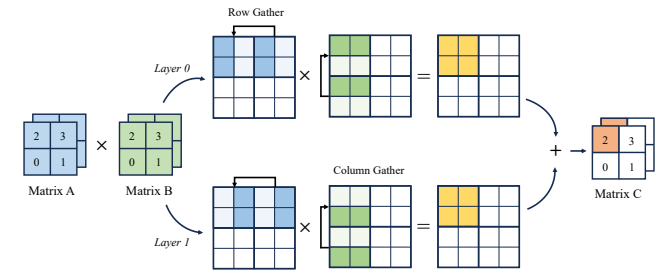 Row Gather
Layer 0
×
=
2 3
0 1
×
2 3
0 1
Matrix A
Matrix B
+
2 3
0 1
Matrix C
Column Gather
Layer 1
×
=